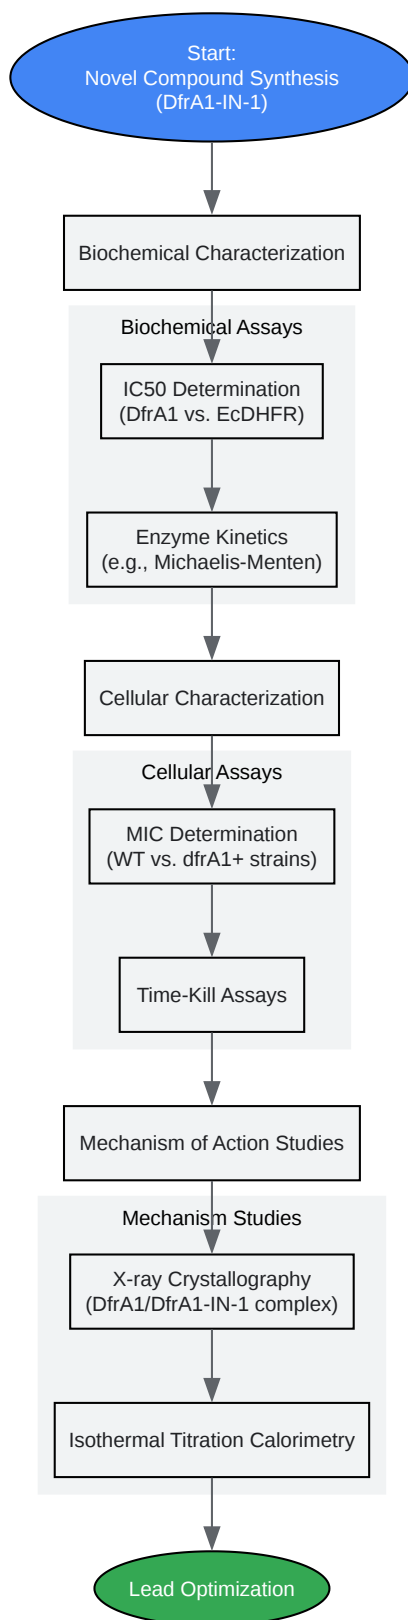 Start:
Novel Compound Synthesis
(DfrA1-IN-1)
Biochemical Characterization
Biochemical Assays
IC50 Determination
(DfrA1 vs. EcDHFR)
Enzyme Kinetics
(e.g., Michaelis-Menten)
Cellular Characterization
Cellular Assays
MIC Determination
(WT vs. dfrA1+ strains)
Time-Kill Assays
Mechanism of Action Studies
Mechanism Studies
X-ray Crystallography
(DfrA1/DfrA1-IN-1 complex)
Isothermal Titration Calorimetry
Lead Optimization